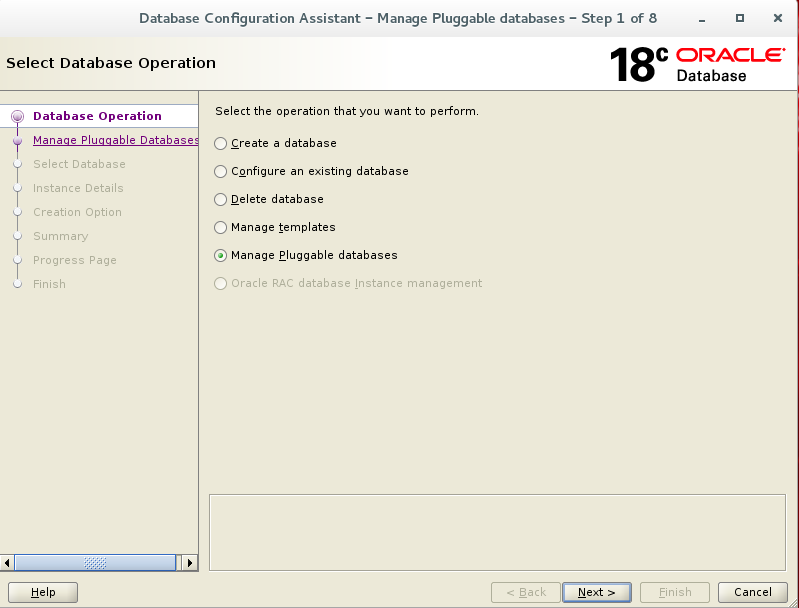 Database Configuration Assistant – Manage Pluggable databases – Step 1 of 8
Select Database Operation
18c ORACLE
Database
Database Operation
Manage Pluggable Databases
Select Database
Instance Details
Creation Option
Summary
Progress Page
Finish
Select the operation that you want to perform.
Create a database
Configure an existing database
Delete database
Manage templates
Manage Pluggable databases
Oracle RAC database Instance management
Help
< Back
Next >
Finish
Cancel